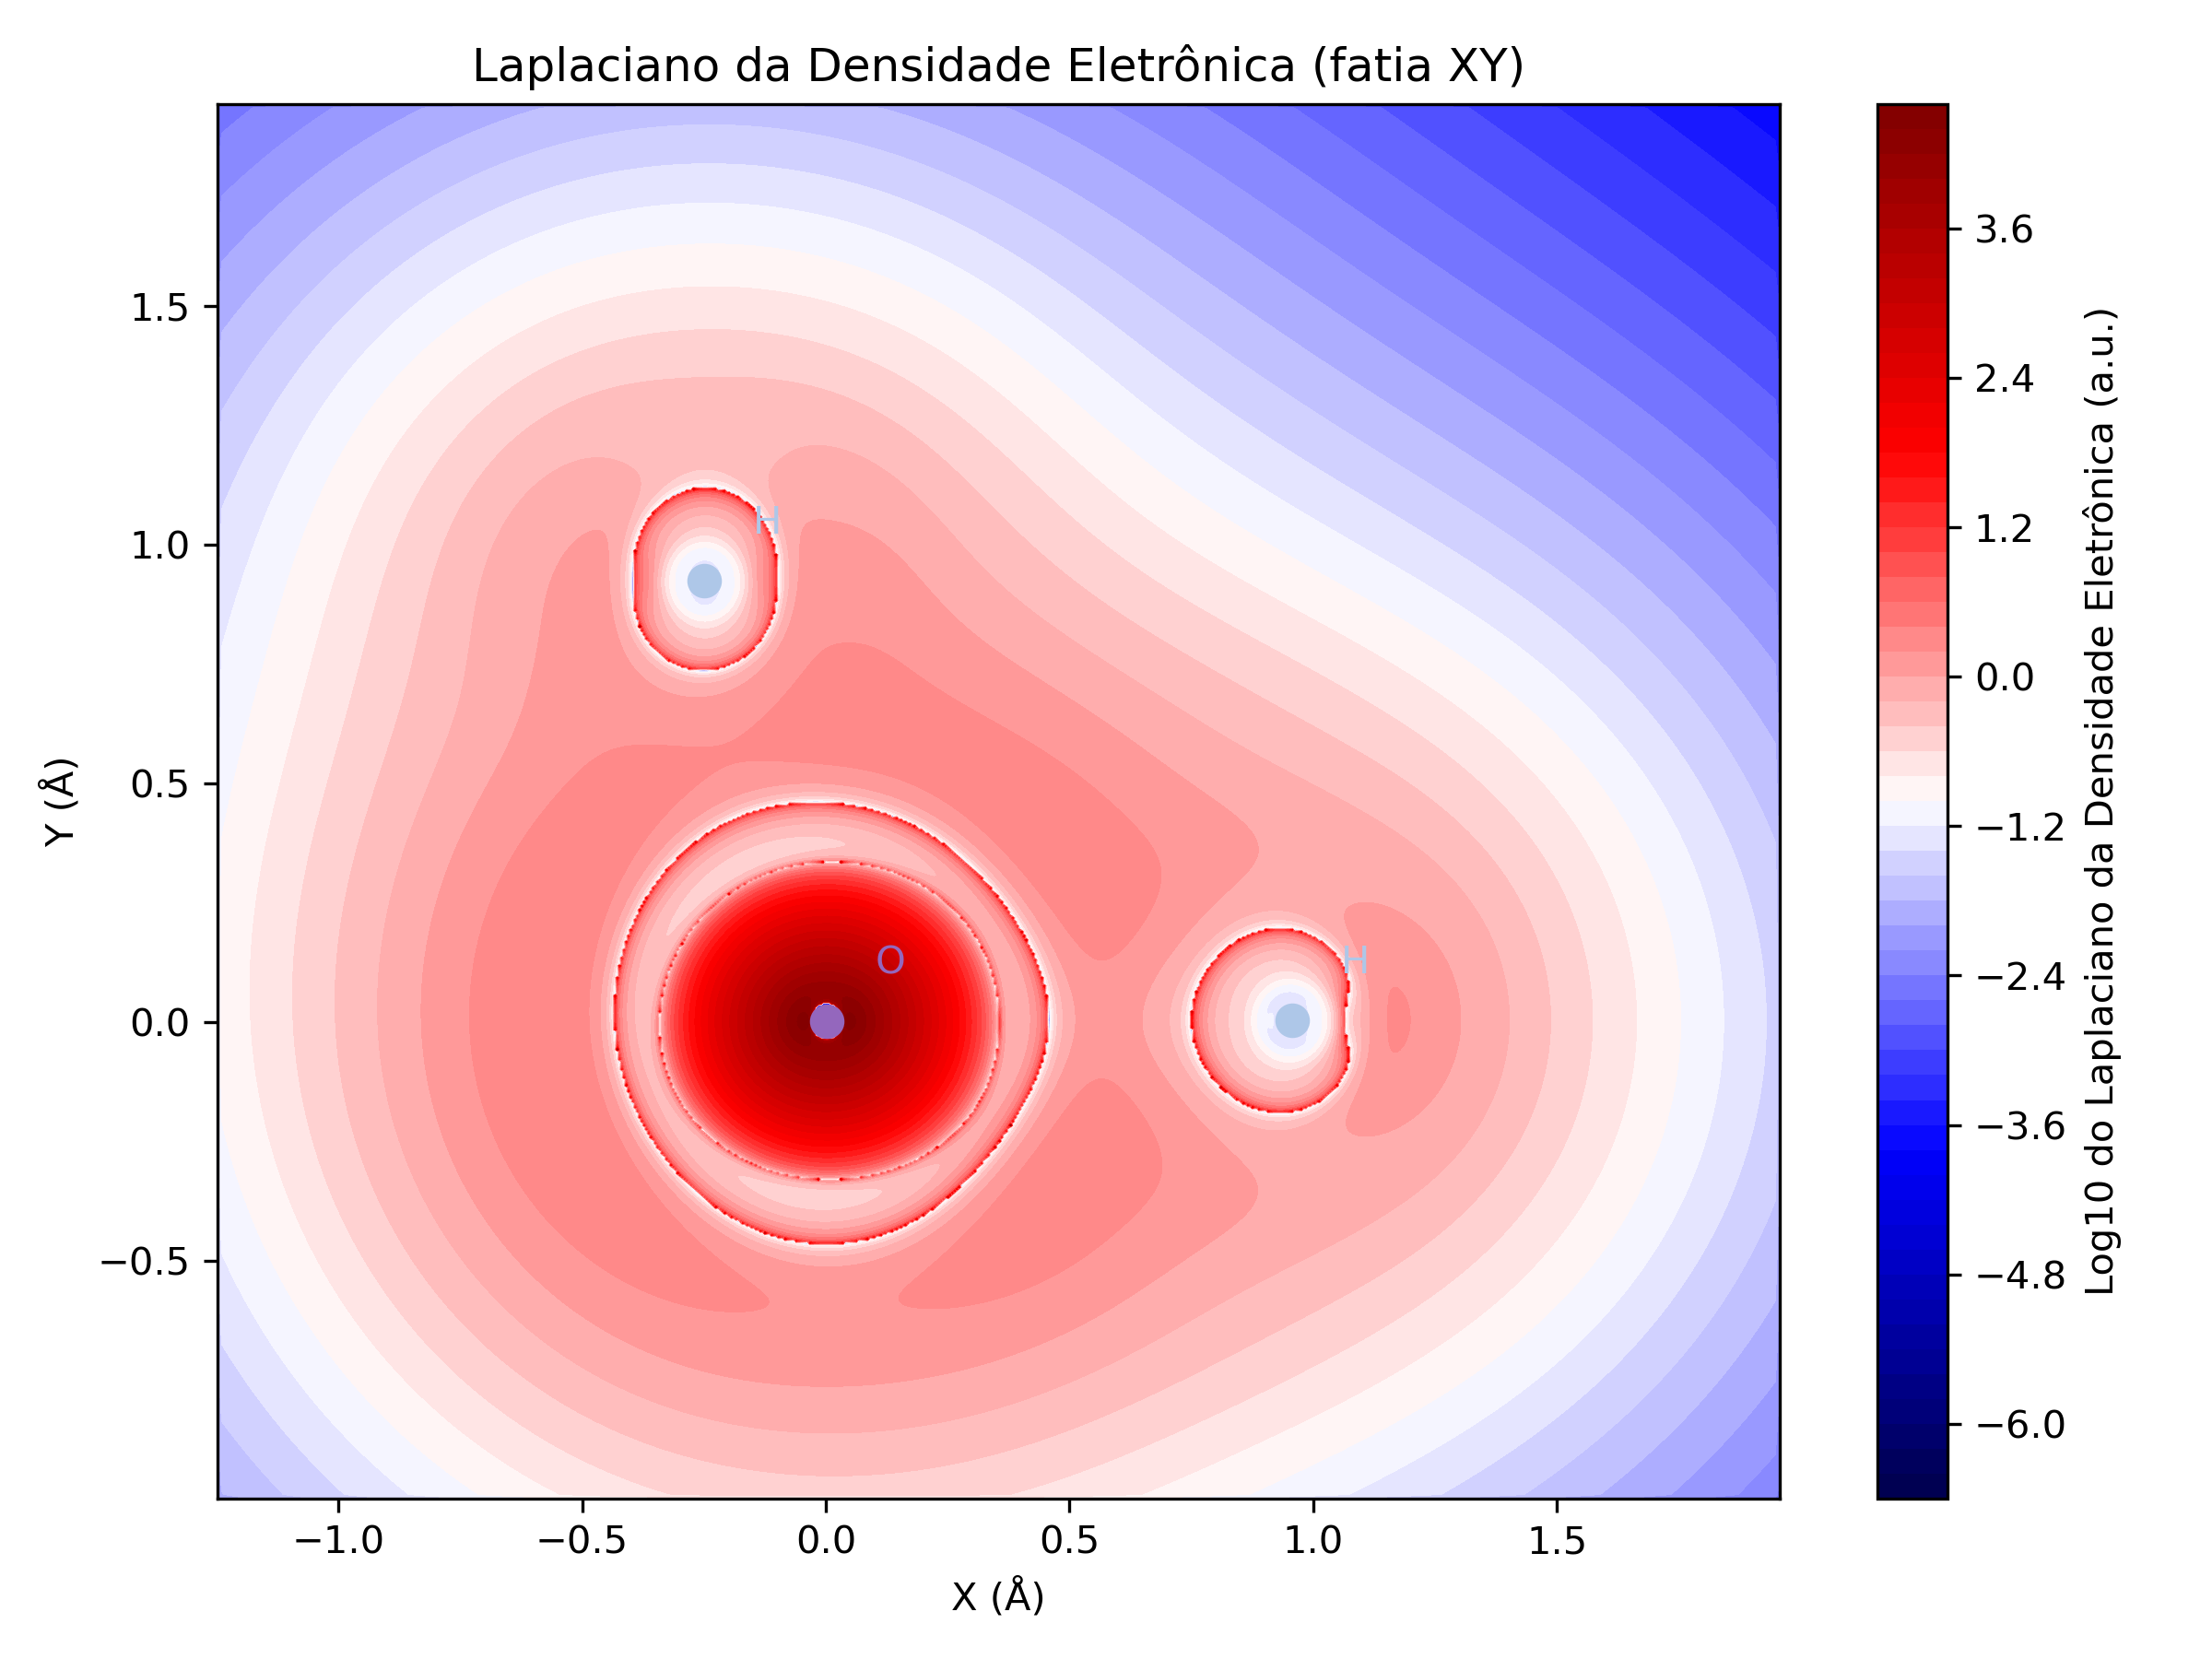 Laplaciano da Densidade Eletrônica (fatia XY)
1.5
1.0
0.5
0.0
−0.5
Y (Å)
H
O
H
−1.0
−0.5
0.0
0.5
1.0
1.5
X (Å)
3.6
2.4
1.2
0.0
−1.2
−2.4
−3.6
−4.8
−6.0
Log10 do Laplaciano da Densidade Eletrônica (a.u.)